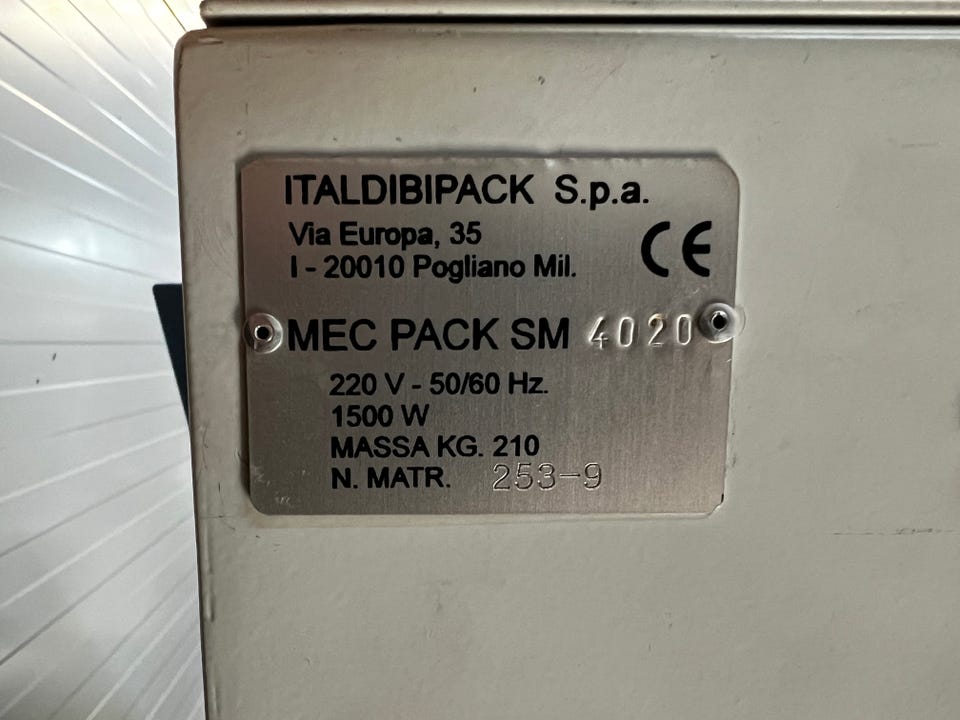 ITALDIBIPACK S.p.a.
Via Europa, 35
I - 20010 Pogliano Mil.
CE
MEC PACK SM 4020
220 V - 50/60 Hz.
1500 W
MASSA KG. 210
N. MATR. 253-9